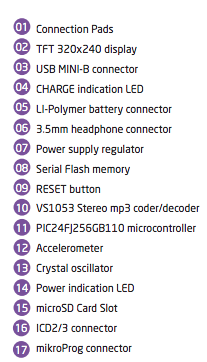 01 Connection Pads
02 TFT 320x240 display
03 USB MINI-B connector
04 CHARGE indication LED
05 LI-Polymer battery connector
06 3.5mm headphone connector
07 Power supply regulator
08 Serial Flash memory
09 RESET button
10 VS1053 Stereo mp3 coder/decoder
11 PIC24FJ256GB110 microcontroller
12 Accelerometer
13 Crystal oscillator
14 Power indication LED
15 microSD Card Slot
16 ICD2/3 connector
17 mikroProg connector